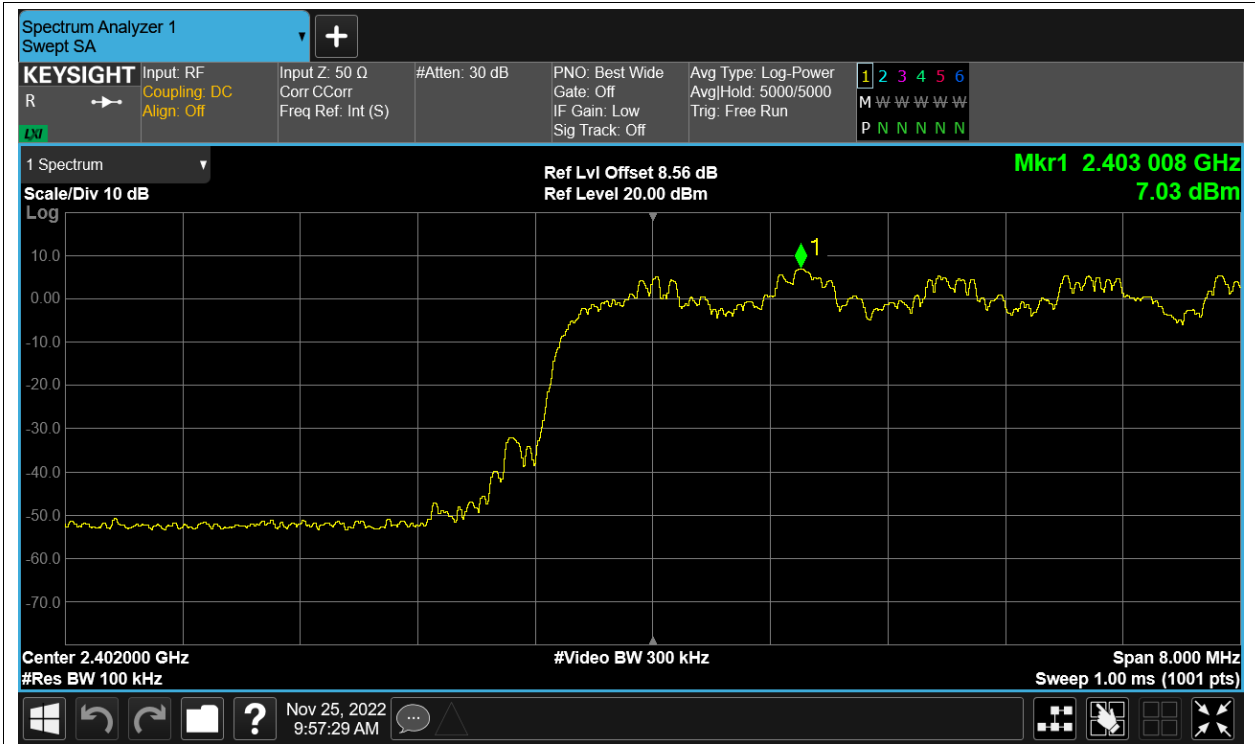 Spectrum Analyzer 1
Swept SA
KEYSIGHT
R
LXI
Input: RF
Coupling: DC
Align: Off
Input Z: 50 Ω
Corr CCorr
Freq Ref: Int (S)
#Atten: 30 dB
PNO: Best Wide
Gate: Off
IF Gain: Low
Sig Track: Off
Avg Type: Log-Power
Avg|Hold: 5000/5000
Trig: Free Run
1 2 3 4 5 6
M W W W W W
P N N N N N
1 Spectrum
Scale/Div 10 dB
Log
Ref Lvl Offset 8.56 dB
Ref Level 20.00 dBm
Mkr1 2.403 008 GHz
7.03 dBm
1
10.0
0.00
-10.0
-20.0
-30.0
-40.0
-50.0
-60.0
-70.0
Center 2.402000 GHz
#Res BW 100 kHz
#Video BW 300 kHz
Span 8.000 MHz
Sweep 1.00 ms (1001 pts)
?
Nov 25, 2022
9:57:29 AM